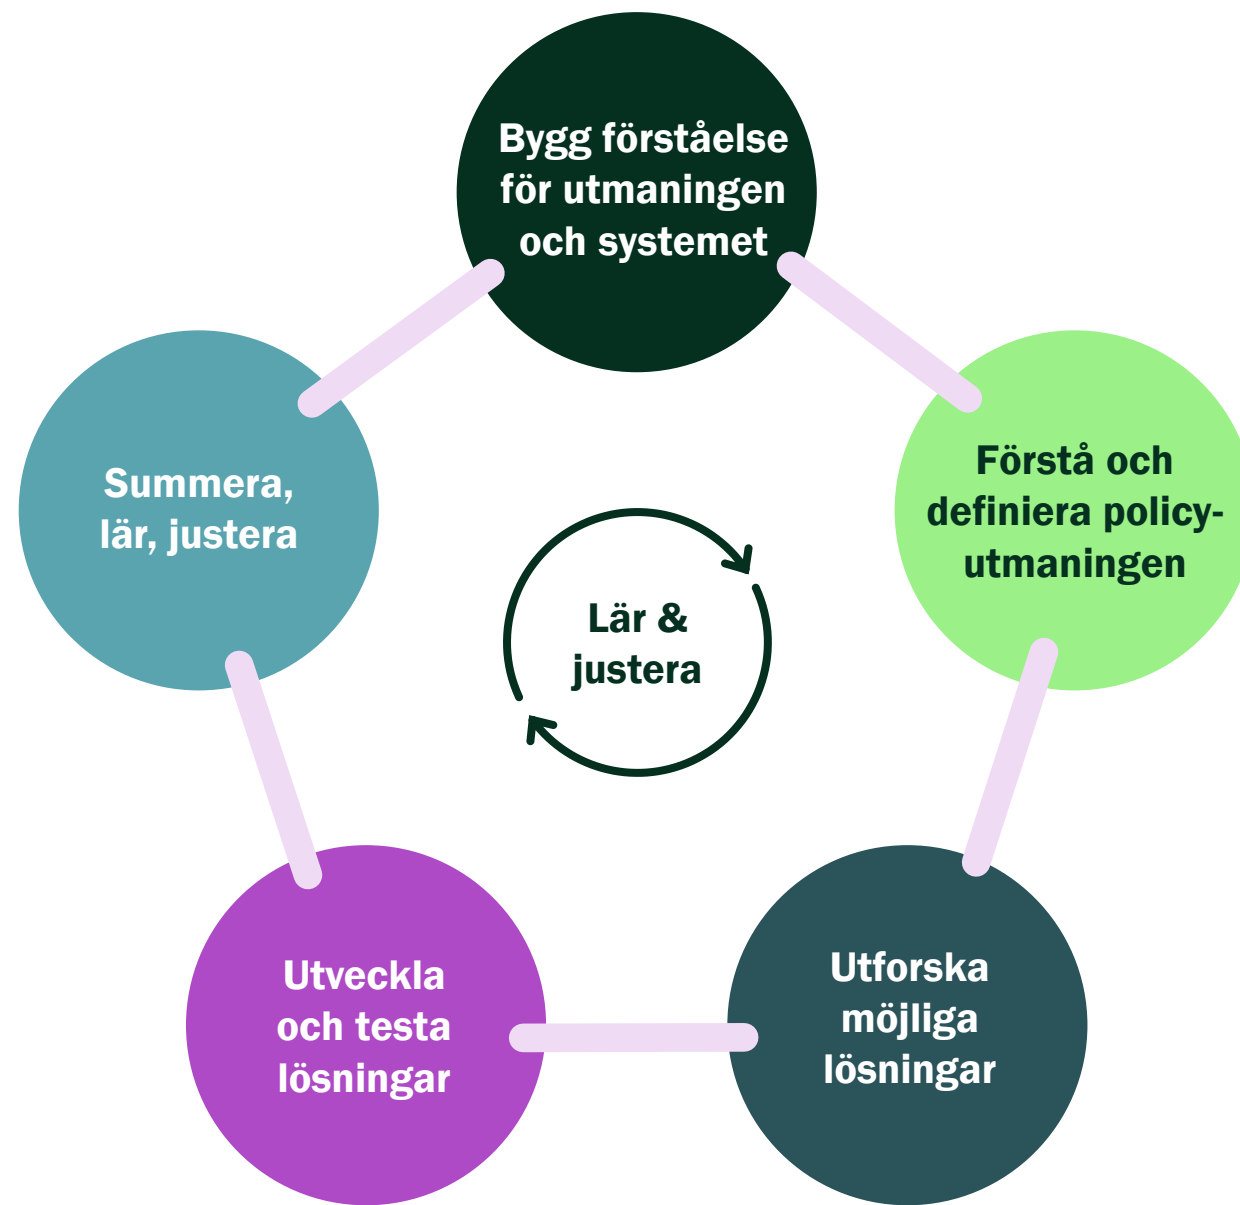 Bygg förståelse
för utmaningen
och systemet
Förstå och
definiera policy-
utmaningen
Utforska
möjliga
lösningar
Utveckla
och testa
lösningar
Summera,
lär, justera
Lär &
justera